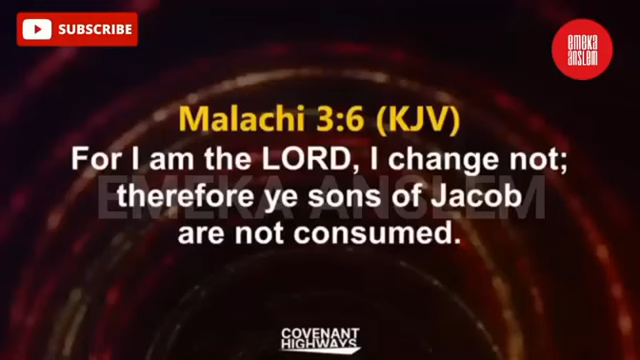 SUBSCRIBE
emeka
anslem
Malachi 3:6 (KJV)
For I am the LORD, I change not;
therefore ye sons of Jacob
EMEKA ANSLEM
are not consumed.
COVENANT
HIGHWAYS